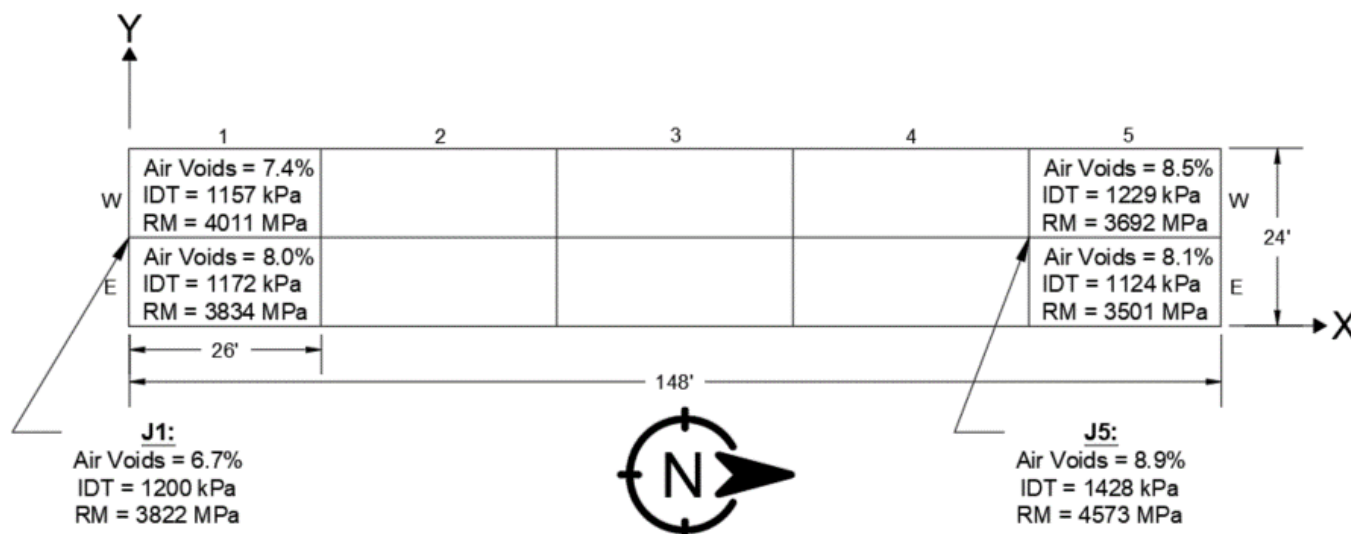 Y
1 2 3 4 5
Air Voids = 7.4%
IDT = 1157 kPa
RM = 4011 MPa
W
Air Voids = 8.0%
IDT = 1172 kPa
RM = 3834 MPa
E
Air Voids = 8.5%
IDT = 1229 kPa
RM = 3692 MPa
W
Air Voids = 8.1%
IDT = 1124 kPa
RM = 3501 MPa
E
24'
X
26'
148'
J1:
Air Voids = 6.7%
IDT = 1200 kPa
RM = 3822 MPa
N
J5:
Air Voids = 8.9%
IDT = 1428 kPa
RM = 4573 MPa